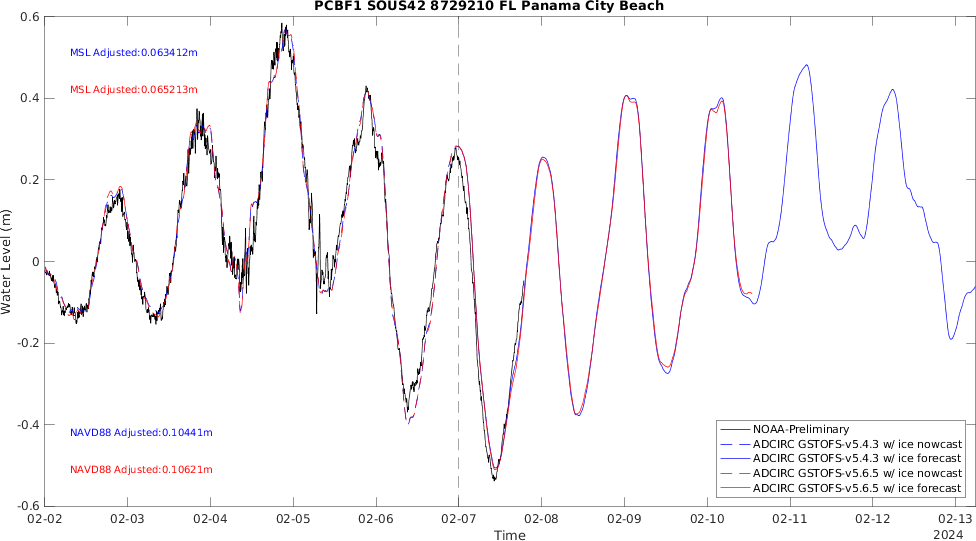 PCBF1 SOUS42 8729210 FL Panama City Beach
0.6
0.4
0.2
0
-0.2
-0.4
-0.6
Water Level (m)
MSL Adjusted:0.063412m
MSL Adjusted:0.065213m
NAVD88 Adjusted:0.10441m
NAVD88 Adjusted:0.10621m
NOAA-Preliminary
ADCIRC GSTOFS-v5.4.3 w/ ice nowcast
ADCIRC GSTOFS-v5.4.3 w/ ice forecast
ADCIRC GSTOFS-v5.6.5 w/ ice nowcast
ADCIRC GSTOFS-v5.6.5 w/ ice forecast
02-02 02-03 02-04 02-05 02-06 02-07 02-08 02-09 02-10 02-11 02-12 02-13
Time
2024